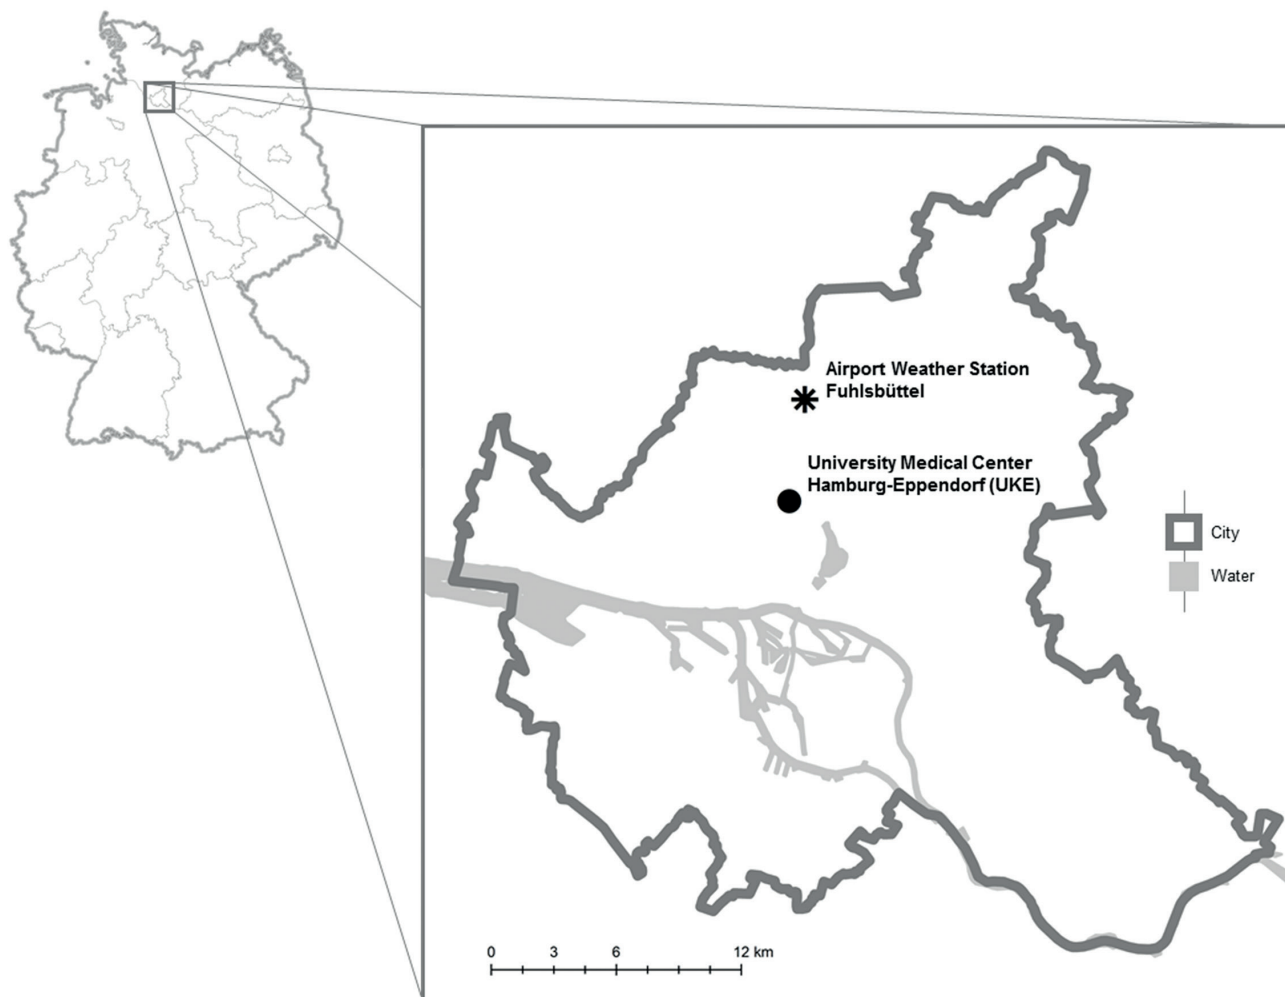 Airport Weather Station
Fuhlsbüttel
University Medical Center
Hamburg-Eppendorf (UKE)
City
Water
0 3 6 12 km